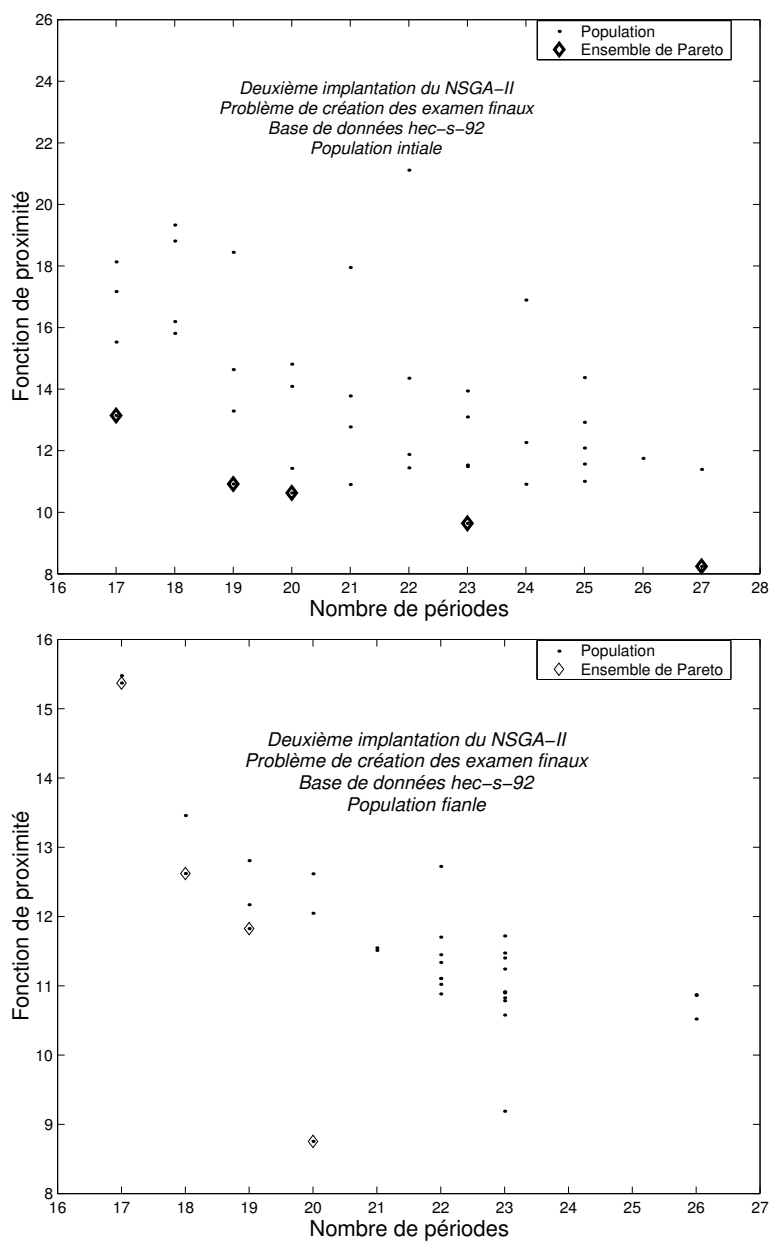 26
24
22
20
18
16
14
12
10
8
Fonction de proximité
Population
Ensemble de Pareto
Deuxième implantation du NSGA−II
Problème de création des examen finaux
Base de données hec−s−92
Population intiale
16 17 18 19 20 21 22 23 24 25 26 27 28
Nombre de périodes
16
15
14
13
12
11
10
9
8
Fonction de proximité
Population
Ensemble de Pareto
Deuxième implantation du NSGA−II
Problème de création des examen finaux
Base de données hec−s−92
Population fianle
16 17 18 19 20 21 22 23 24 25 26 27
Nombre de périodes